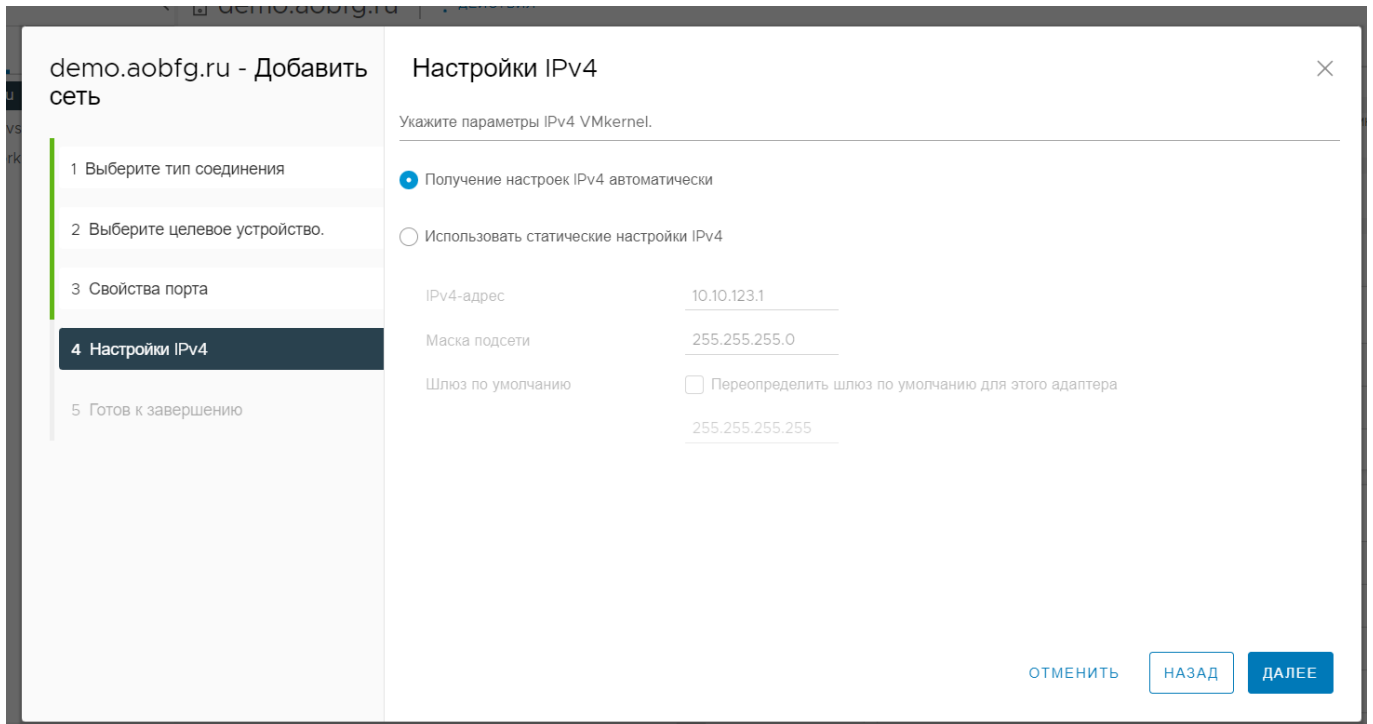 demo.aobfg.ru
demo.aobfg.ru - Добавить
сеть
1 Выберите тип соединения
2 Выберите целевое устройство.
3 Свойства порта
4 Настройки IPv4
5 Готов к завершению
Настройки IPv4
Укажите параметры IPv4 VMkernel.
Получение настроек IPv4 автоматически
Использовать статические настройки IPv4
IPv4-адрес 10.10.123.1
Маска подсети 255.255.255.0
Шлюз по умолчанию Переопределить шлюз по умолчанию для этого адаптера
255.255.255.255
ОТМЕНИТЬ НАЗАД ДАЛЕЕ